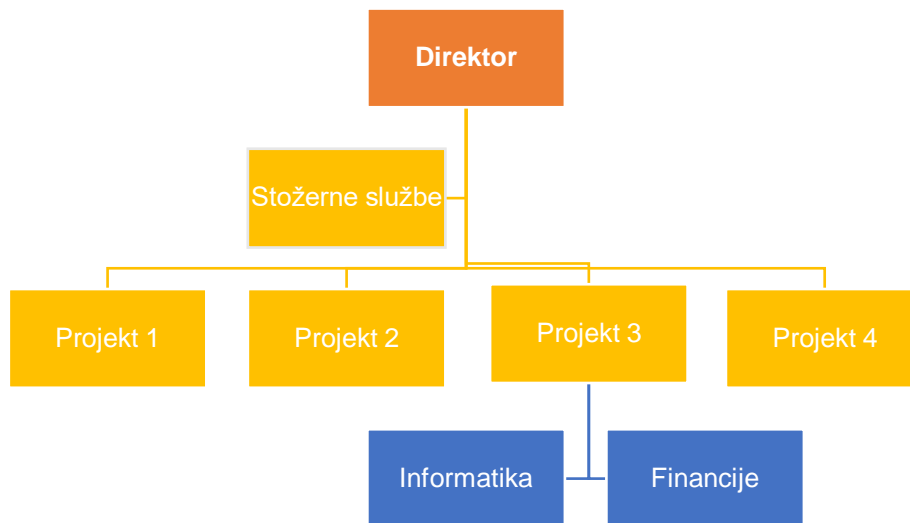 Direktor
Stožerne službe
Projekt 1
Projekt 2
Projekt 3
Projekt 4
Informatika
Financije